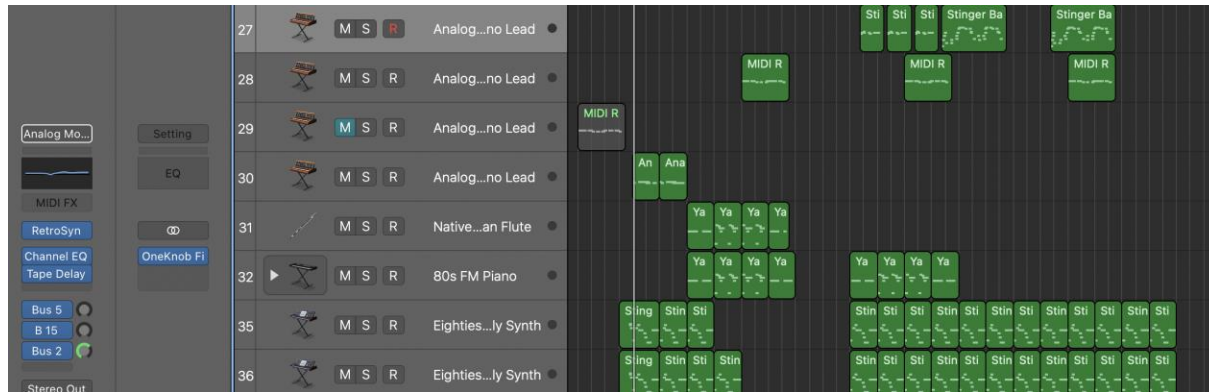 Sti Sti Sti Stinger Ba Stinger Ba
27 M S R Analog...no Lead
MIDI R MIDI R MIDI R
28 M S R Analog...no Lead
MIDI R
Analog Mo... Setting 29 M S R Analog...no Lead
An Ana
EQ 30 M S R Analog...no Lead
MIDI FX
Ya Ya Ya Ya
RetroSyn 31 M S R Native...an Flute
Channel EQ OneKnob Fi
Ya Ya Ya Ya Ya Ya Ya Ya
Tape Delay 32 M S R 80s FM Piano
Bus 5
Sting Stin Sti Stin Sti Stin Sti Stin Sti Stin Sti Sti Stin Sti
B 15 35 M S R Eighties...ly Synth
Bus 2
Sting Stin Sti Stin Stin Sti Stin Sti Stin Sti Stin Sti Sti Stin Sti
36 M S R Eighties...ly Synth
Stereo Out